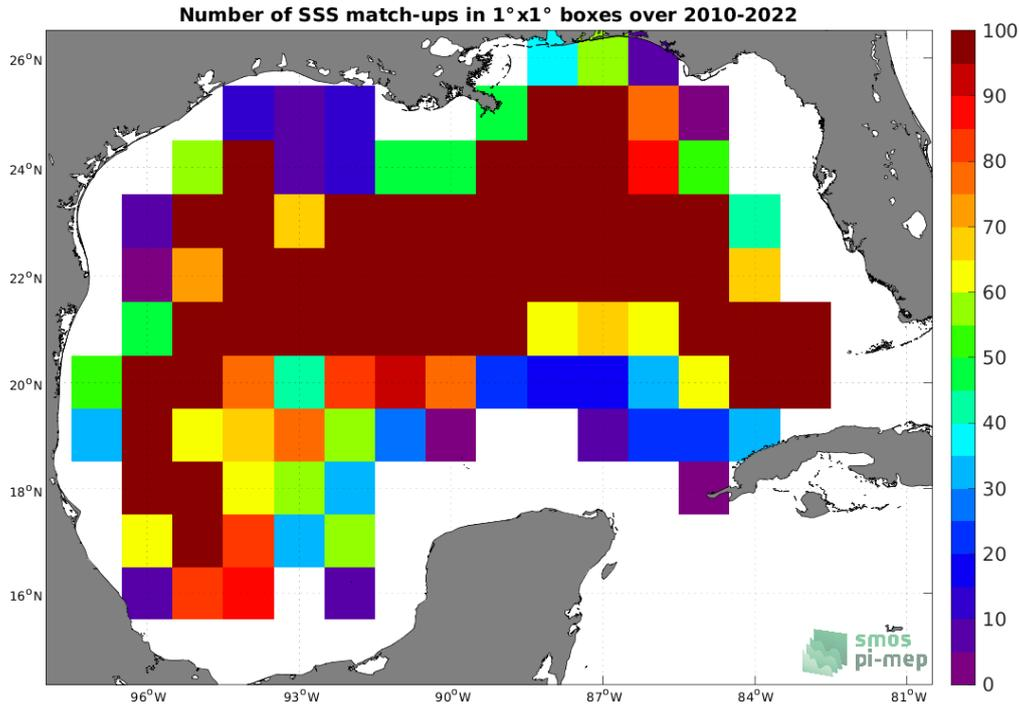 Number of SSS match-ups in 1°x1° boxes over 2010-2022
26°N
24°N
22°N
20°N
18°N
16°N
96°W
93°W
90°W
87°W
84°W
81°W
100
90
80
70
60
50
40
30
20
10
0
smos
pi-mep